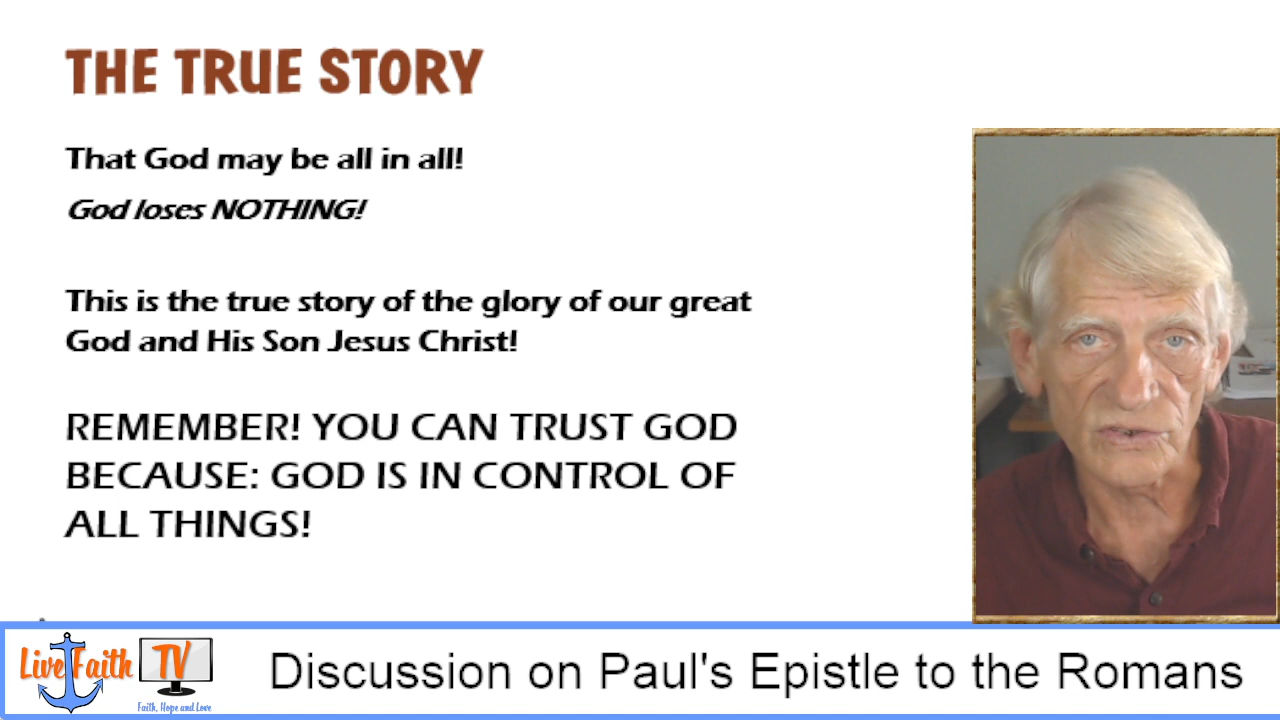 THE TRUE STORY
That God may be all in all!
God loses NOTHING!
This is the true story of the glory of our great
God and His Son Jesus Christ!
REMEMBER! YOU CAN TRUST GOD
BECAUSE: GOD IS IN CONTROL OF
ALL THINGS!
Live Faith TV
Faith, Hope and Love
Discussion on Paul's Epistle to the Romans